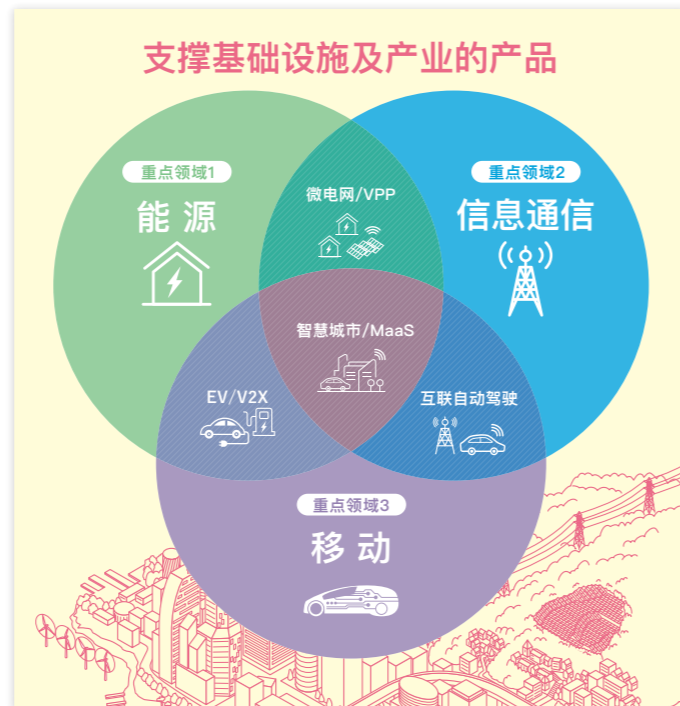 支撑基础设施及产业的产品
重点领域1
能源
重点领域2
信息通信
微电网/VPP
智慧城市/MaaS
EV/V2X
互联自动驾驶
重点领域3
移动